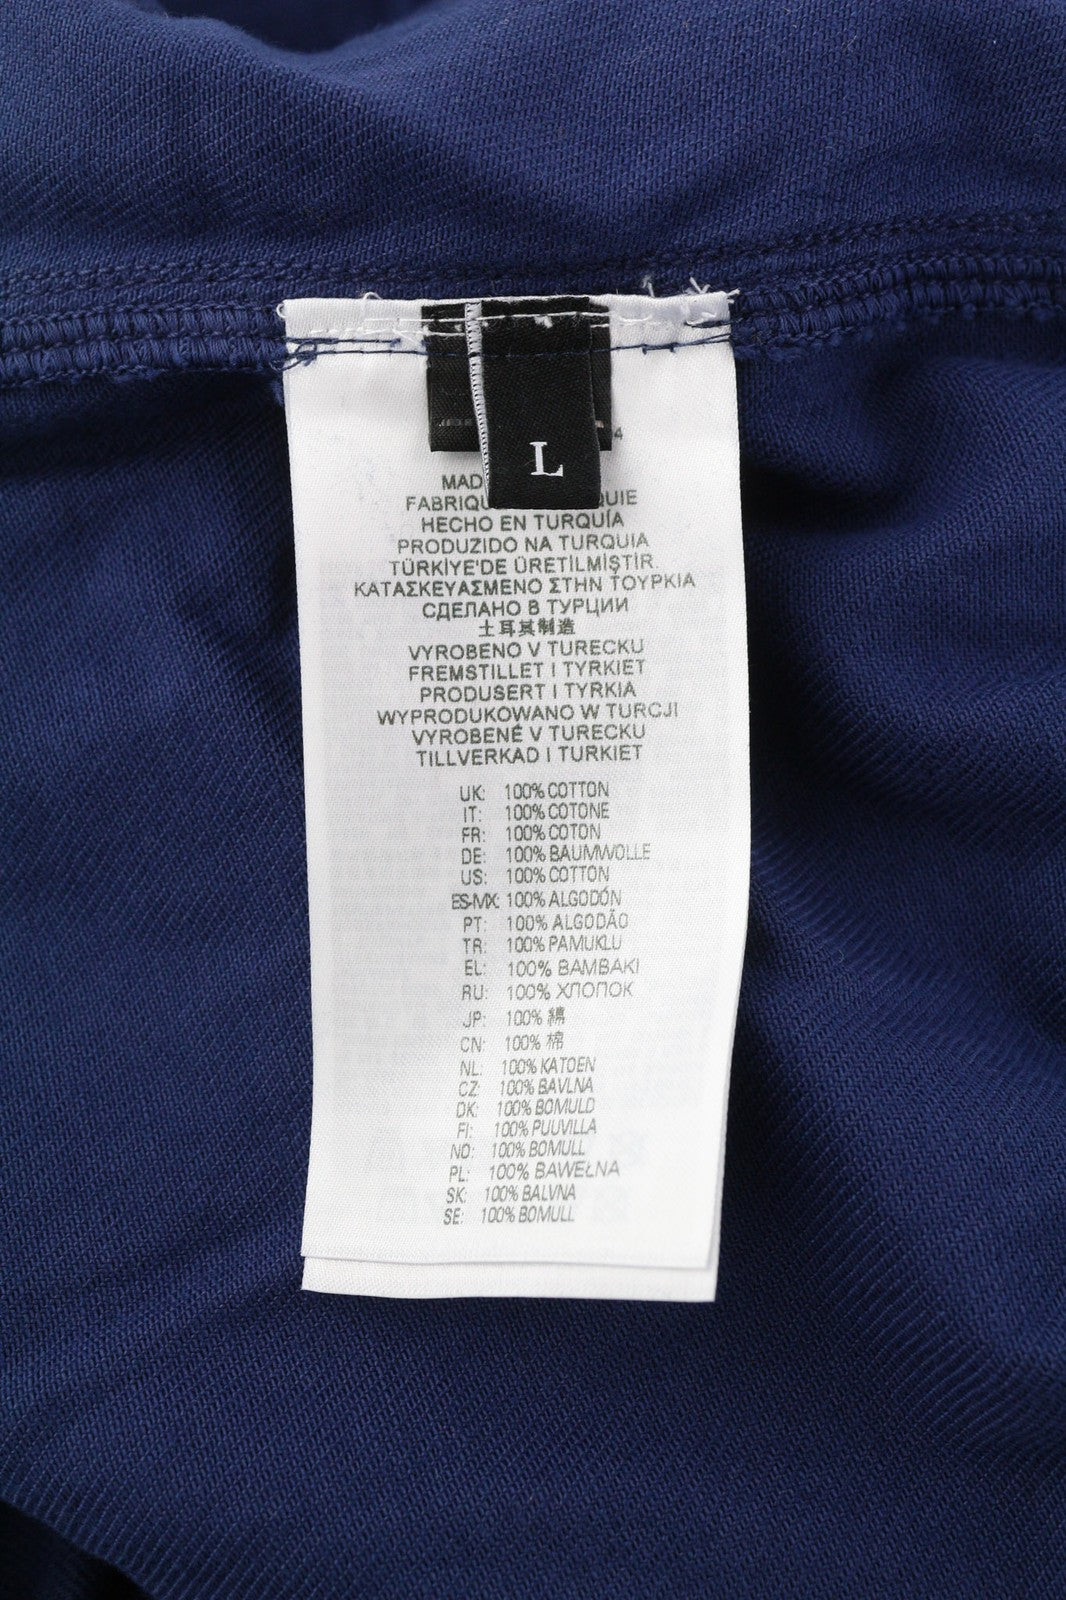 L
4
MAD
FABRIQU QUIE
HECHO EN TURQUÍA
PRODUZIDO NA TURQUIA
TÜRKİYE'DE ÜRETİLMİŞTİR.
ΚΑΤΑΣΚΕΥΑΣΜΕΝΟ ΣΤΗΝ ΤΟΥΡΚΙΑ
СДЕЛАНО В ТУРЦИИ
土耳其制造
VYROBENO V TURECKU
FREMSTILLET I TYRKIET
PRODUSERT I TYRKIA
WYPRODUKOWANO W TURCJI
VYROBENÉ V TURECKU
TILLVERKAD I TURKIET
UK: 100% COTTON
IT: 100% COTONE
FR: 100% COTON
DE: 100% BAUMWOLLE
US: 100% COTTON
ES-MX: 100% ALGODÓN
PT: 100% ALGODÃO
TR: 100% PAMUKLU
EL: 100% ΒΑΜΒΑΚΙ
RU: 100% ХЛОПОК
JP: 100% 綿
CN: 100% 棉
NL: 100% KATOEN
CZ: 100% BAVLNA
DK: 100% BOMULD
FI: 100% PUUVILLA
NO: 100% BOMULL
PL: 100% BAWEŁNA
SK: 100% BALVNA
SE: 100% BOMULL